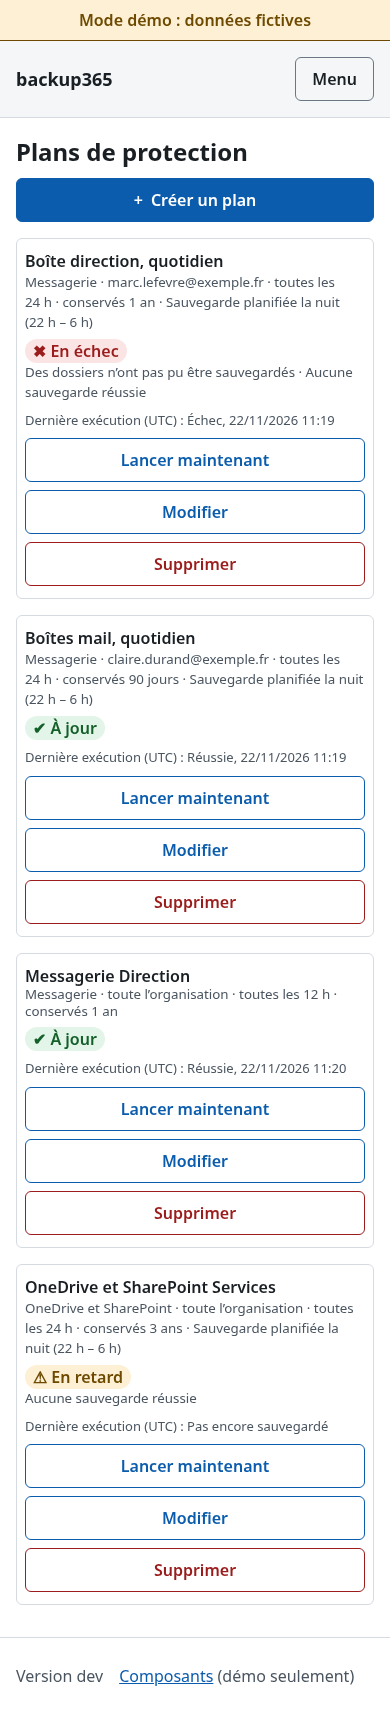 Mode démo : données fictives
backup365
Menu
Plans de protection
+ Créer un plan
Boîte direction, quotidien
Messagerie · marc.lefevre@exemple.fr · toutes les
24 h · conservés 1 an · Sauvegarde planifiée la nuit
(22 h – 6 h)
✖ En échec
Des dossiers n’ont pas pu être sauvegardés · Aucune
sauvegarde réussie
Dernière exécution (UTC) : Échec, 22/11/2026 11:19
Lancer maintenant
Modifier
Supprimer
Boîtes mail, quotidien
Messagerie · claire.durand@exemple.fr · toutes les
24 h · conservés 90 jours · Sauvegarde planifiée la nuit
(22 h – 6 h)
✔ À jour
Dernière exécution (UTC) : Réussie, 22/11/2026 11:19
Lancer maintenant
Modifier
Supprimer
Messagerie Direction
Messagerie · toute l’organisation · toutes les 12 h ·
conservés 1 an
✔ À jour
Dernière exécution (UTC) : Réussie, 22/11/2026 11:20
Lancer maintenant
Modifier
Supprimer
OneDrive et SharePoint Services
OneDrive et SharePoint · toute l’organisation · toutes
les 24 h · conservés 3 ans · Sauvegarde planifiée la
nuit (22 h – 6 h)
⚠ En retard
Aucune sauvegarde réussie
Dernière exécution (UTC) : Pas encore sauvegardé
Lancer maintenant
Modifier
Supprimer
Version dev Composants (démo seulement)